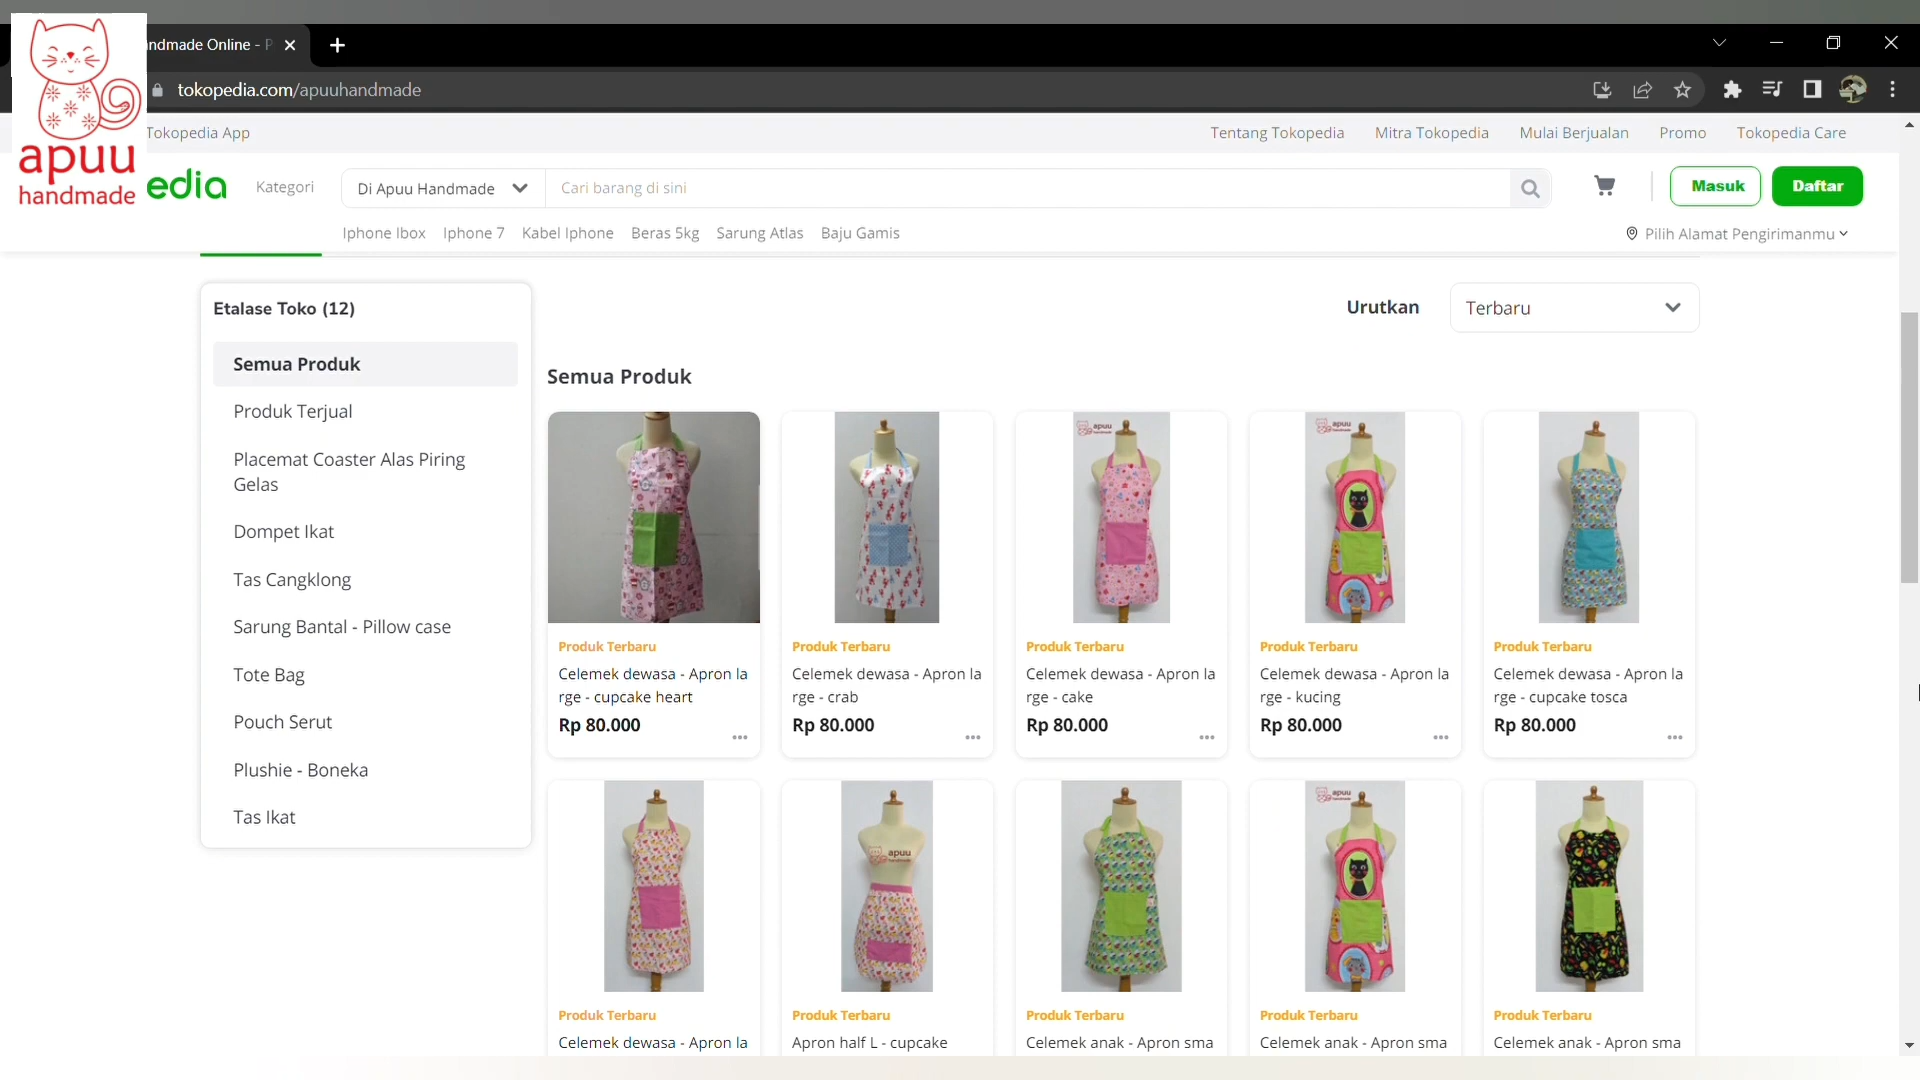 ndmade Online - P
tokopedia.com/apuuhandmade
apuu
handmade
Tokopedia App
Tentang Tokopedia
Mitra Tokopedia
Mulai Berjualan
Promo
Tokopedia Care
edia
Kategori
Di Apuu Handmade
Cari barang di sini
Masuk
Daftar
Iphone Ibox
Iphone 7
Kabel Iphone
Beras 5kg
Sarung Atlas
Baju Gamis
Pilih Alamat Pengirimanmu
Etalase Toko (12)
Semua Produk
Produk Terjual
Placemat Coaster Alas Piring
Gelas
Dompet Ikat
Tas Cangklong
Sarung Bantal - Pillow case
Tote Bag
Pouch Serut
Plushie - Boneka
Tas Ikat
Urutkan
Terbaru
Semua Produk
apuu
handmade
apuu
handmade
Produk Terbaru
Celemek dewasa - Apron la
rge - cupcake heart
Rp 80.000
Produk Terbaru
Celemek dewasa - Apron la
rge - crab
Rp 80.000
Produk Terbaru
Celemek dewasa - Apron la
rge - cake
Rp 80.000
Produk Terbaru
Celemek dewasa - Apron la
rge - kucing
Rp 80.000
Produk Terbaru
Celemek dewasa - Apron la
rge - cupcake tosca
Rp 80.000
apuu
handmade
apuu
handmade
Produk Terbaru
Celemek dewasa - Apron la
Produk Terbaru
Apron half L - cupcake
Produk Terbaru
Celemek anak - Apron sma
Produk Terbaru
Celemek anak - Apron sma
Produk Terbaru
Celemek anak - Apron sma